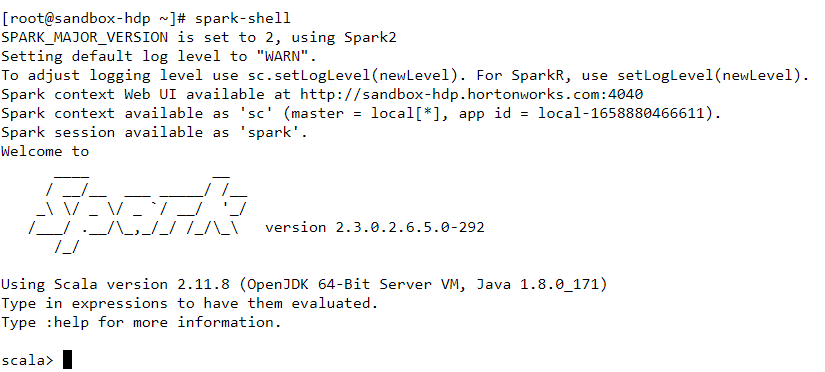 [root@sandbox-hdp ~]# spark-shell
SPARK_MAJOR_VERSION is set to 2, using Spark2
Setting default log level to "WARN".
To adjust logging level use sc.setLogLevel(newLevel). For SparkR, use setLogLevel(newLevel).
Spark context Web UI available at http://sandbox-hdp.hortonworks.com:4040
Spark context available as 'sc' (master = local[*], app id = local-1658880466611).
Spark session available as 'spark'.
Welcome to
      ____              __
     / __/__  ___ _____/ /__
    _\ \/ _ \/ _ `/ __/  '_/
   /___/ .__/\_,_/_/ /_/\_\   version 2.3.0.2.6.5.0-292
      /_/
Using Scala version 2.11.8 (OpenJDK 64-Bit Server VM, Java 1.8.0_171)
Type in expressions to have them evaluated.
Type :help for more information.
scala>